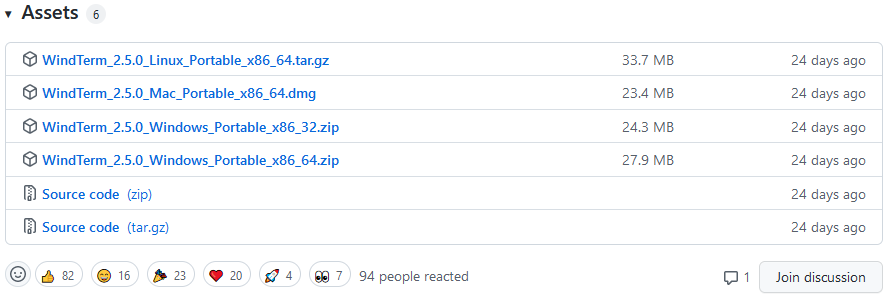 Assets 6
WindTerm_2.5.0_Linux_Portable_x86_64.tar.gz 33.7 MB 24 days ago
WindTerm_2.5.0_Mac_Portable_x86_64.dmg 23.4 MB 24 days ago
WindTerm_2.5.0_Windows_Portable_x86_32.zip 24.3 MB 24 days ago
WindTerm_2.5.0_Windows_Portable_x86_64.zip 27.9 MB 24 days ago
Source code (zip) 24 days ago
Source code (tar.gz) 24 days ago
82 16 23 20 4 7 94 people reacted 1 Join discussion